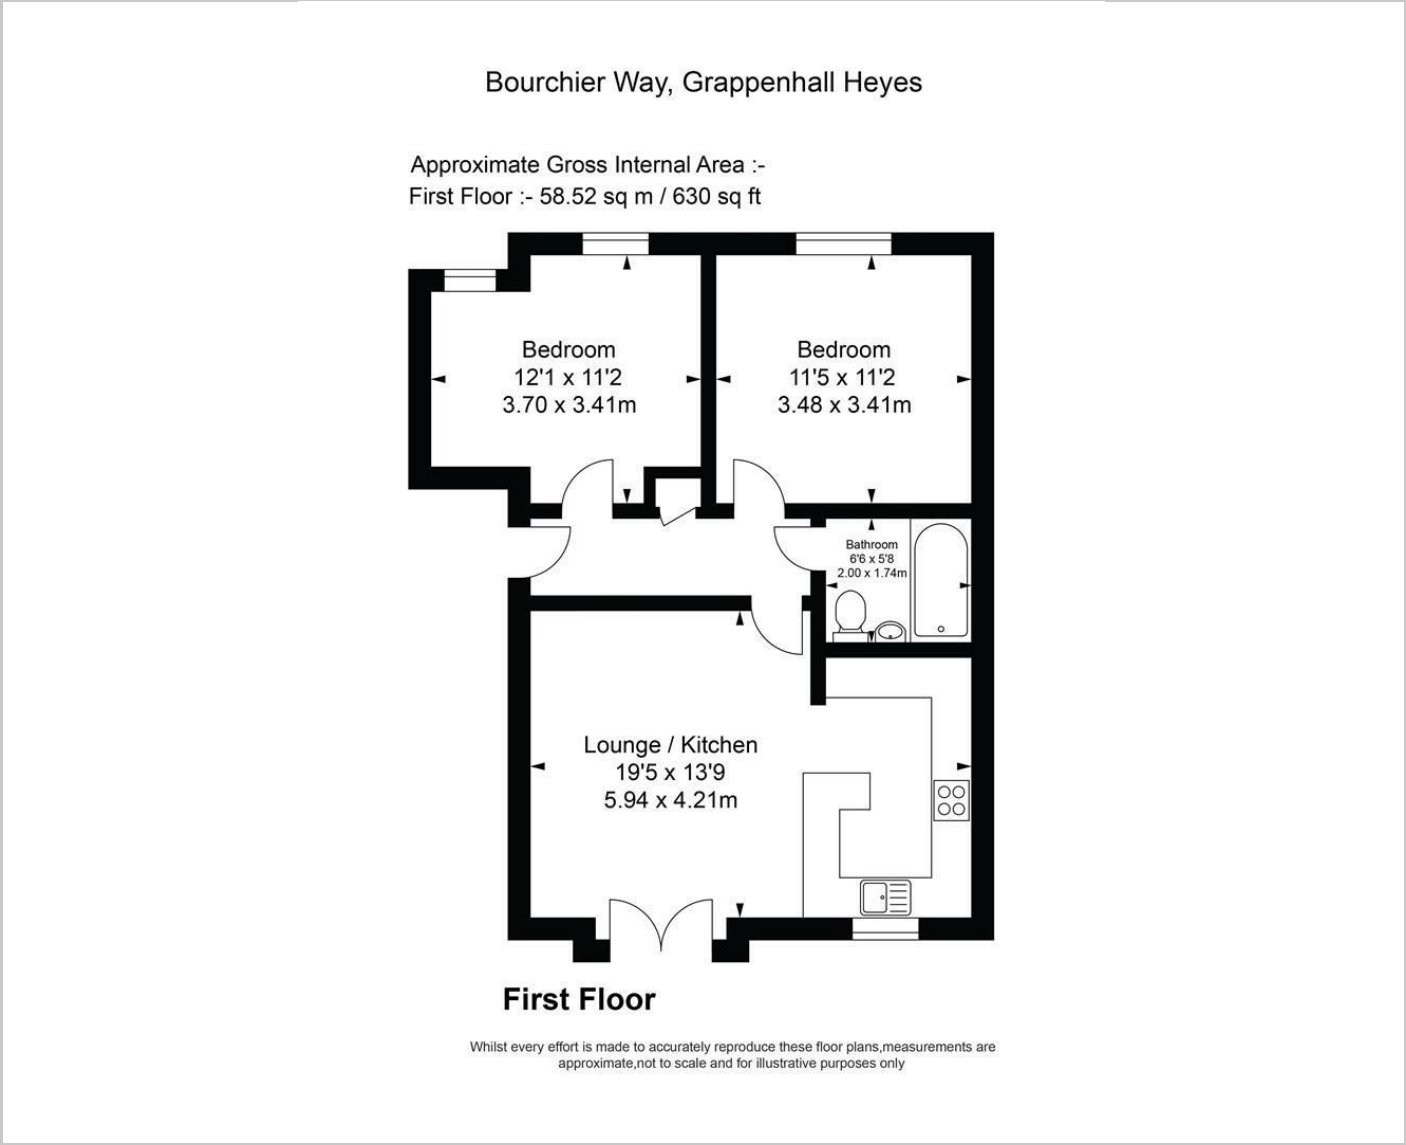 Bourchier Way, Grappenhall Heyes
Approximate Gross Internal Area :-
First Floor :- 58.52 sq m / 630 sq ft
Bedroom
12'1 x 11'2
3.70 x 3.41m
Bedroom
11'5 x 11'2
3.48 x 3.41m
Bathroom
6'6 x 5'8
2.00 x 1.74m
Lounge / Kitchen
19'5 x 13'9
5.94 x 4.21m
First Floor
Whilst every effort is made to accurately reproduce these floor plans,measurements are
approximate,not to scale and for illustrative purposes only